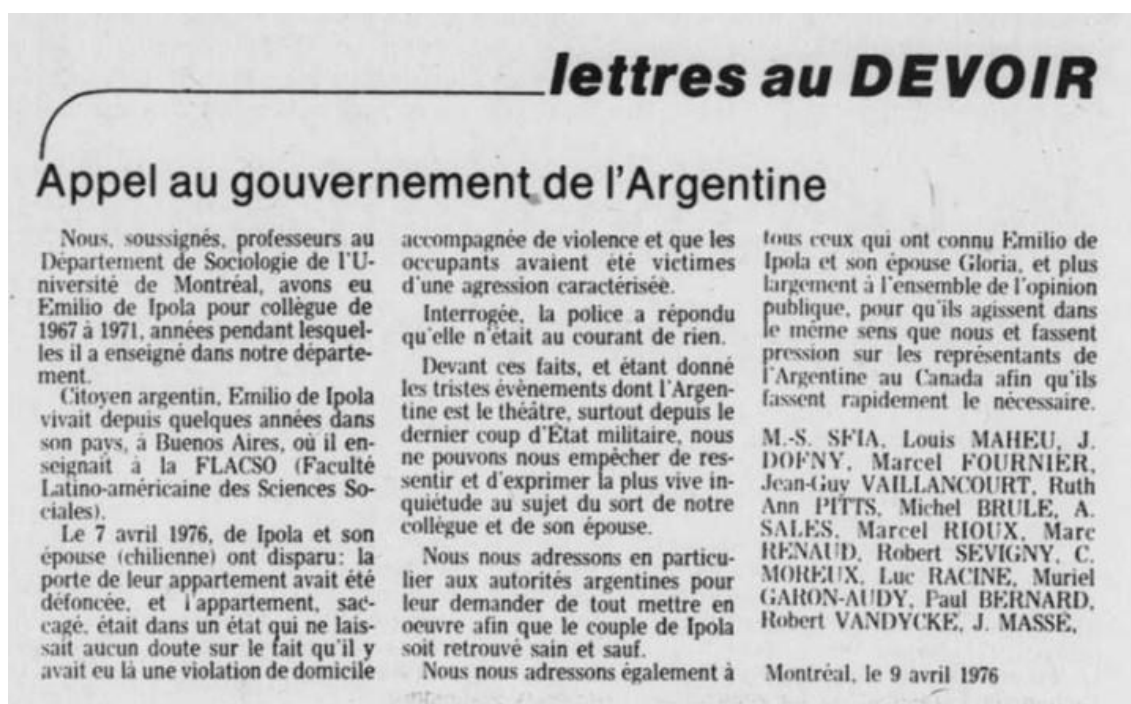 lettres au DEVOIR
Appel au gouvernement de l'Argentine
Nous, soussignés, professeurs au
Département de Sociologie de l'U-
niversité de Montréal, avons eu
Emilio de Ipola pour collègue de
1967 à 1971, années pendant lesquel-
les il a enseigné dans notre départe-
ment.
Citoyen argentin, Emilio de Ipola
vivait depuis quelques années dans
son pays, à Buenos Aires, où il en-
seignait à la FLACSO (Faculté
Latino-américaine des Sciences So-
ciales).
Le 7 avril 1976, de Ipola et son
épouse (chilienne) ont disparu: la
porte de leur appartement avait été
défoncée, et l'appartement, sac-
cagé, était dans un état qui ne lais-
sait aucun doute sur le fait qu'il y
avait eu là une violation de domicile
accompagnée de violence et que les
occupants avaient été victimes
d'une agression caractérisée.
Interrogée, la police a répondu
qu'elle n'était au courant de rien.
Devant ces faits, et étant donné
les tristes évènements dont l'Argen-
tine est le théâtre, surtout depuis le
dernier coup d'État militaire, nous
ne pouvons nous empêcher de res-
sentir et d'exprimer la plus vive in-
quiétude au sujet du sort de notre
collègue et de son épouse.
Nous nous adressons en particu-
lier aux autorités argentines pour
leur demander de tout mettre en
oeuvre afin que le couple de Ipola
soit retrouvé sain et sauf.
Nous nous adressons également à
tous ceux qui ont connu Emilio de
Ipola et son épouse Gloria, et plus
largement à l'ensemble de l'opinion
publique, pour qu'ils agissent dans
le même sens que nous et fassent
pression sur les représentants de
l'Argentine au Canada afin qu'ils
fassent rapidement le nécessaire.
M.-S. SFIA, Louis MAHEU, J.
DOFNY, Marcel FOURNIER,
Jean-Guy VAILLANCOURT, Ruth
Ann PITTS, Michel BRULE, A.
SALES, Marcel RIOUX, Marc
RENAUD, Robert SEVIGNY, C.
MOREUX, Luc RACINE, Muriel
GARON-AUDY, Paul BERNARD,
Robert VANDYCKE, J. MASSE,
Montréal, le 9 avril 1976